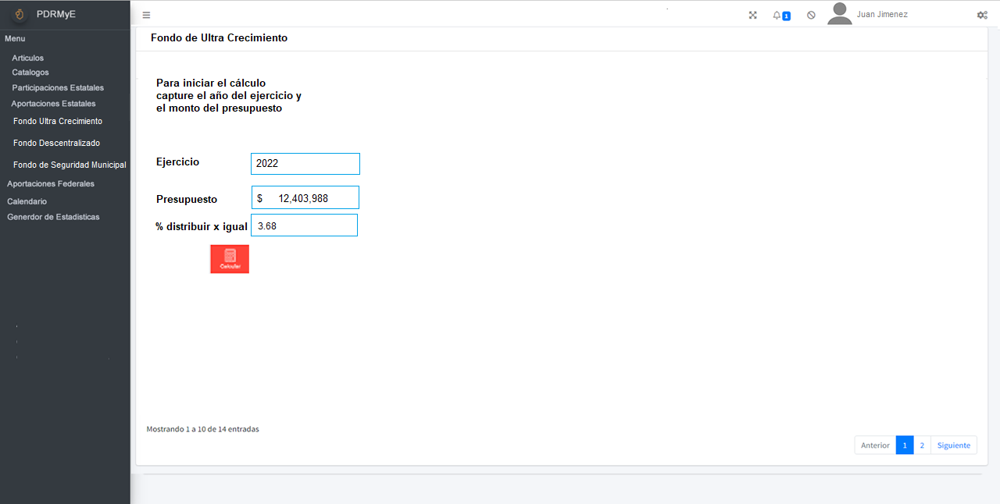 PDRMyE
1
Juan Jimenez
Menu
Articulos
Catalogos
Participaciones Estatales
Aportaciones Estatales
Fondo Ultra Crecimiento
Fondo Descentralizado
Fondo de Seguridad Municipal
Aportaciones Federales
Calendario
Generdor de Estadisticas
Fondo de Ultra Crecimiento
Para iniciar el cálculo
capture el año del ejercicio y
el monto del presupuesto
Ejercicio 2022
Presupuesto $ 12,403,988
% distribuir x igual 3.68
Calcular
Mostrando 1 a 10 de 14 entradas
Anterior 1 2 Siguiente